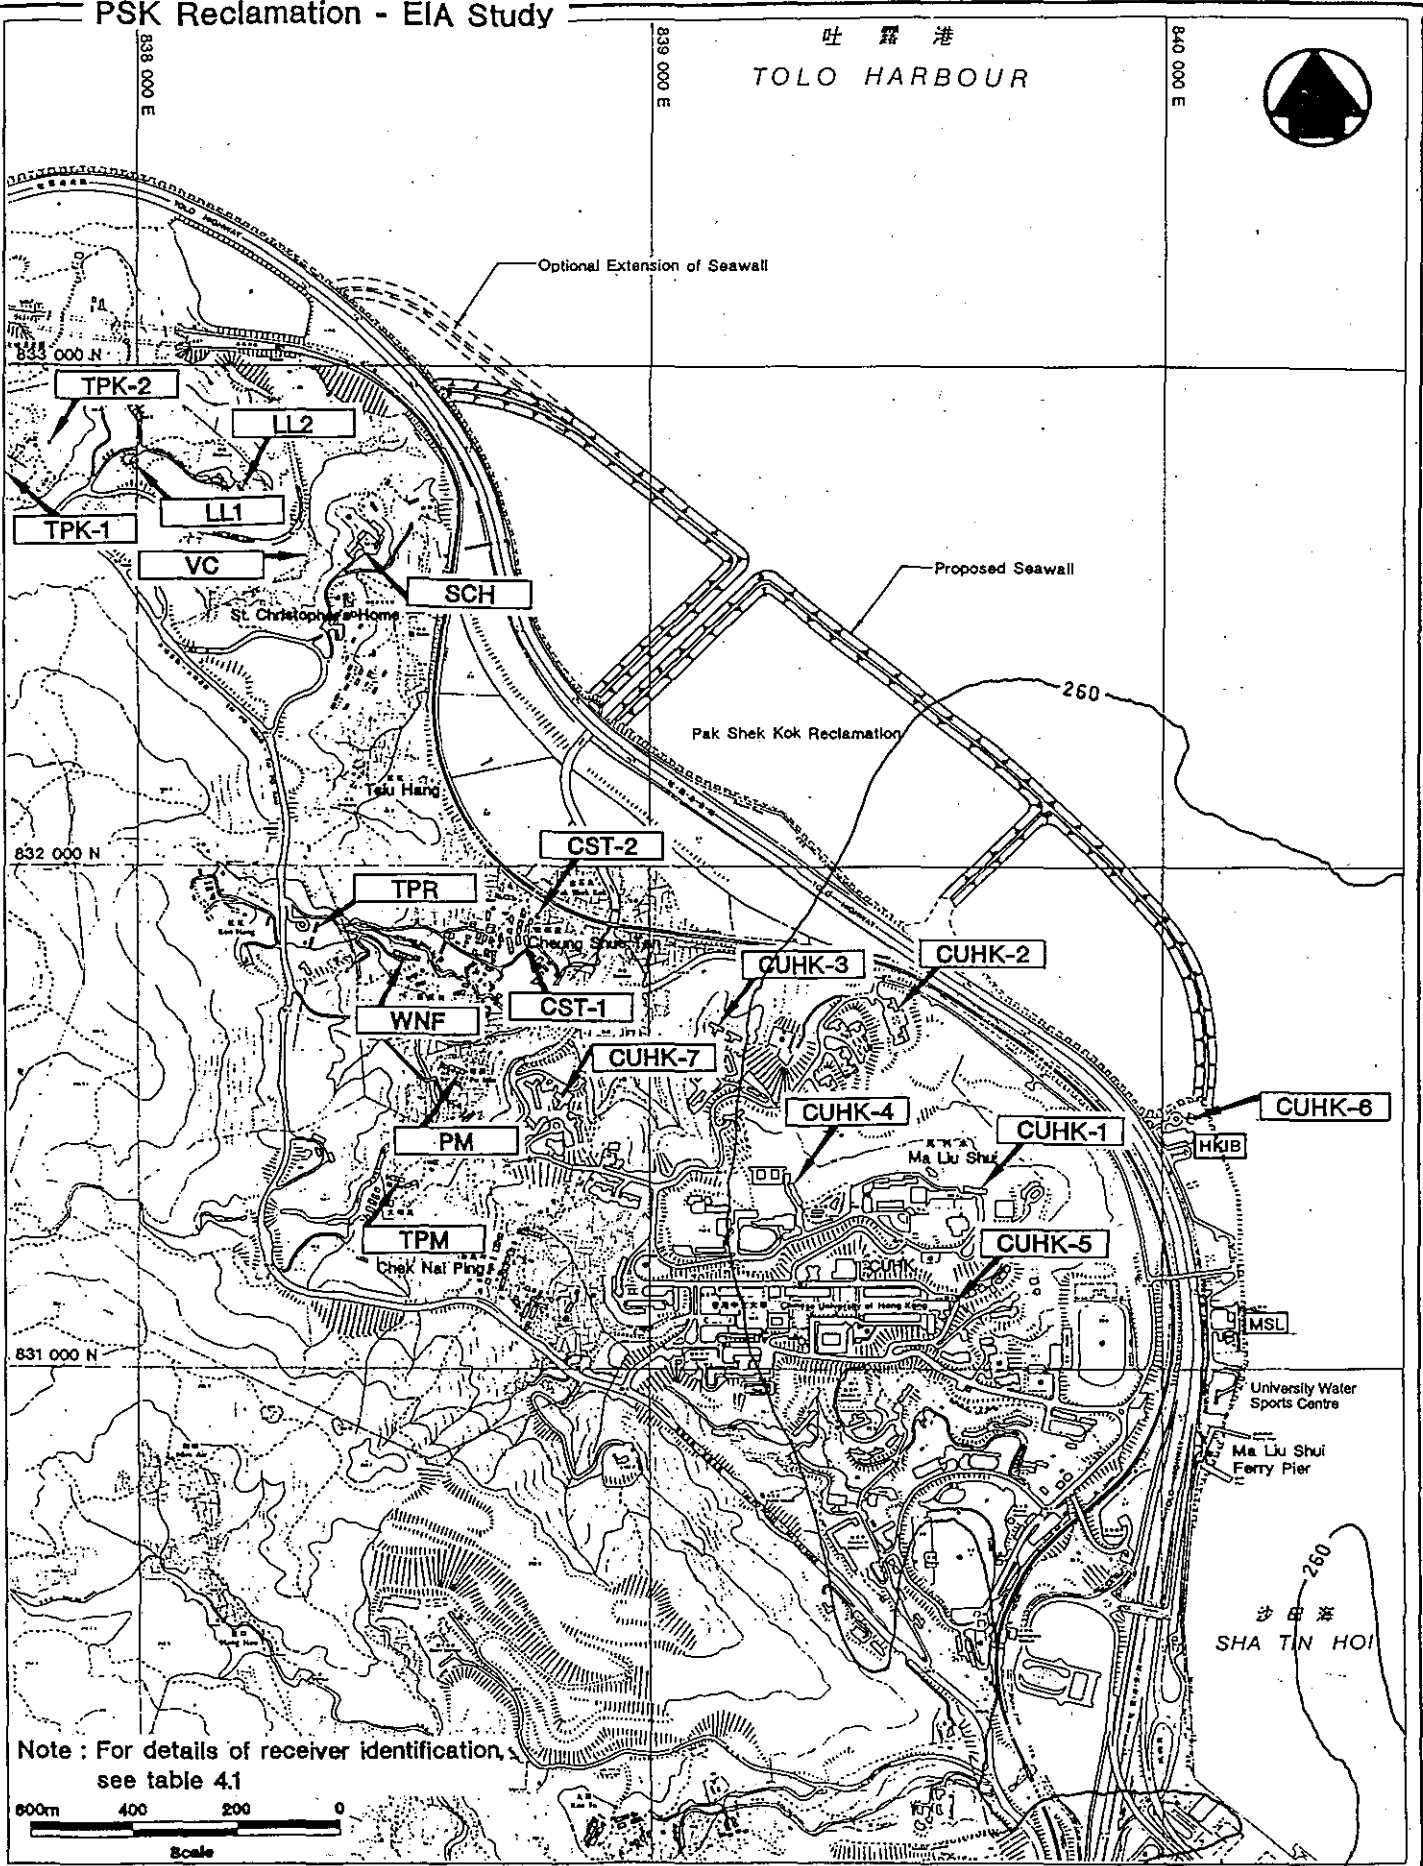 PSK Reclamation - EIA Study
838 000 E
839 000 E
840 000 E
吐 露 港
TOLO HARBOUR
TOLO HIGHWAY
Optional Extension of Seawall
833 000 N
TPK-2
LL2
LL1
TPK-1
VC
SCH
St. Christopher's Home
Proposed Seawall
260
Pak Shek Kok Reclamation
Tsiu Hang
832 000 N
CST-2
TPR
TOLO HIGHWAY
Cheung Shue Tan
CUHK-2
CUHK-3
CST-1
WNF
CUHK-7
CUHK-4
CUHK-6
CUHK-1
PM
HKIB
Ma Liu Shui
TPM
CUHK-5
Chek Nai Ping
CUHK
Chinese University of Hong Kong
MSL
831 000 N
University Water
Sports Centre
Ma Liu Shui
Ferry Pier
260
沙 田 海
SHA TIN HOI
Note : For details of receiver identification,
see table 4.1
600m 400 200 0
Scale